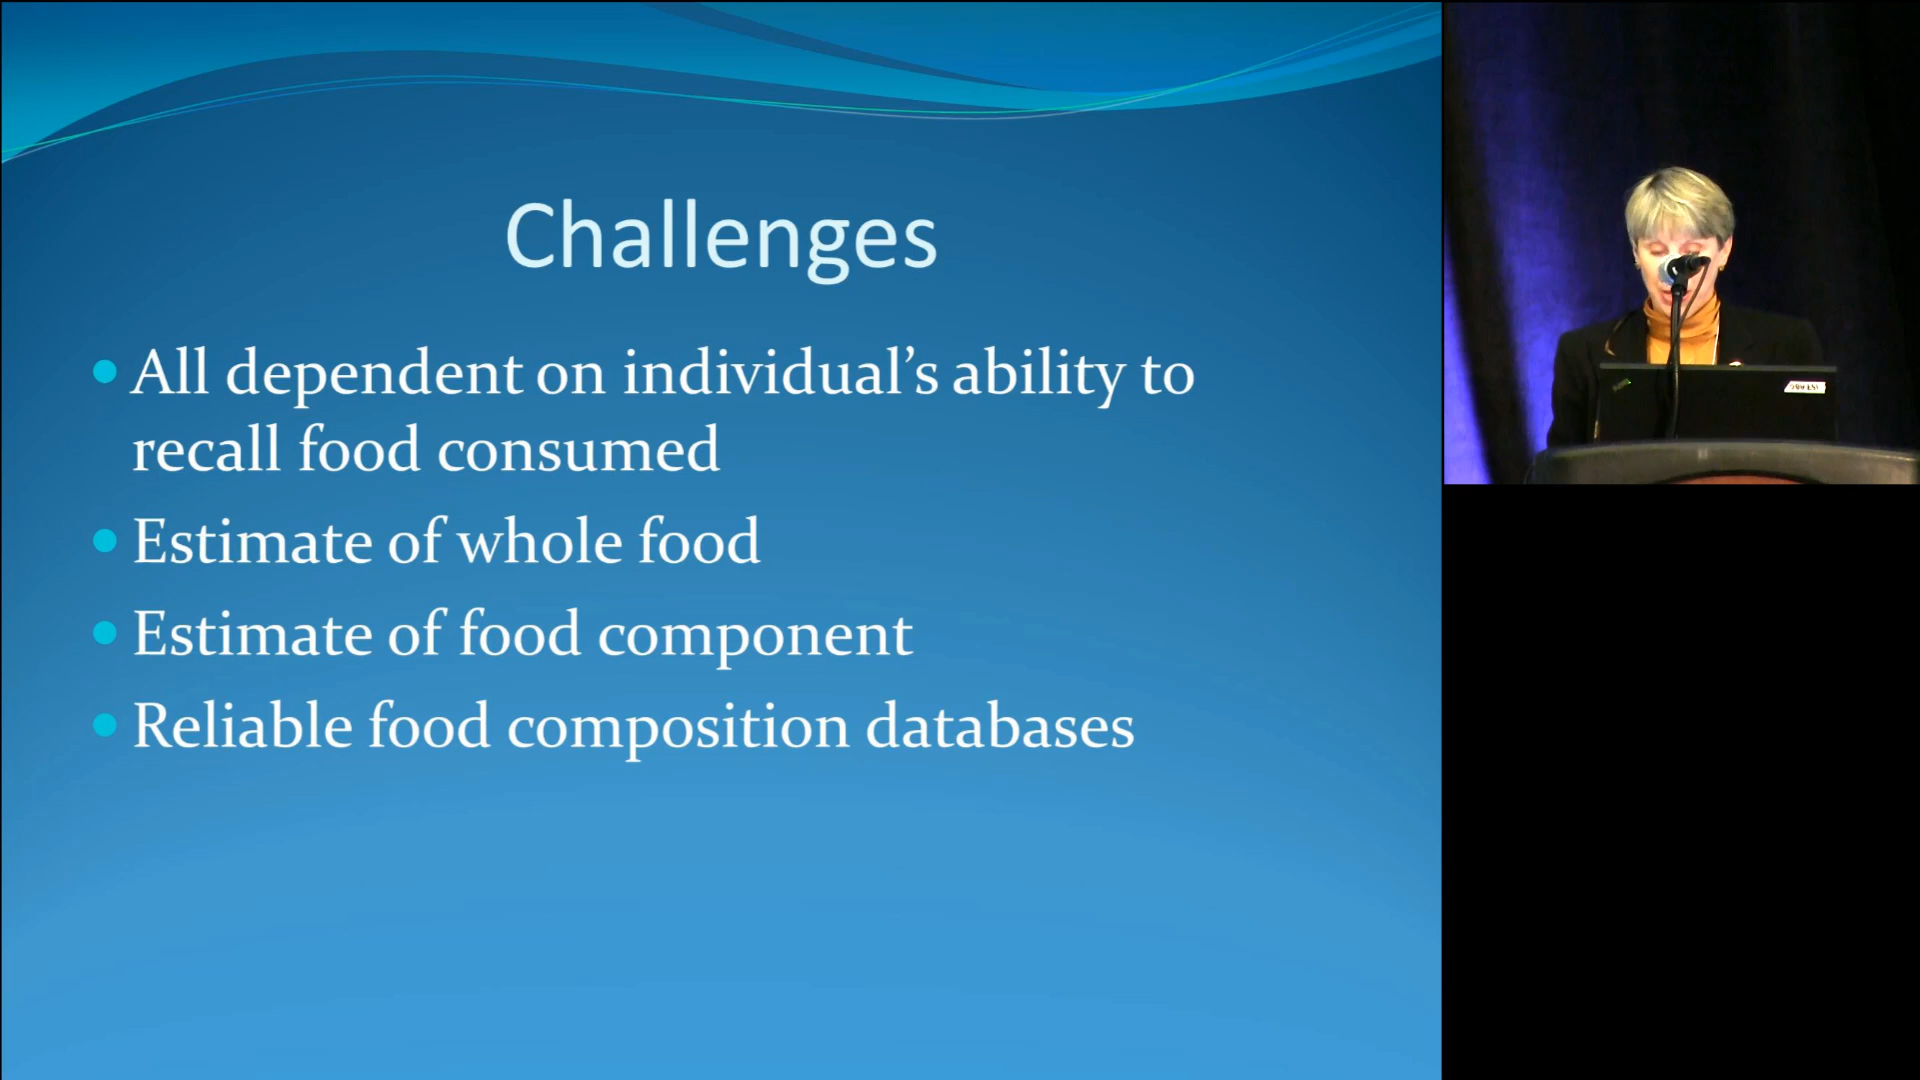 Challenges
• All dependent on individual’s ability to
recall food consumed
• Estimate of whole food
• Estimate of food component
• Reliable food composition databases